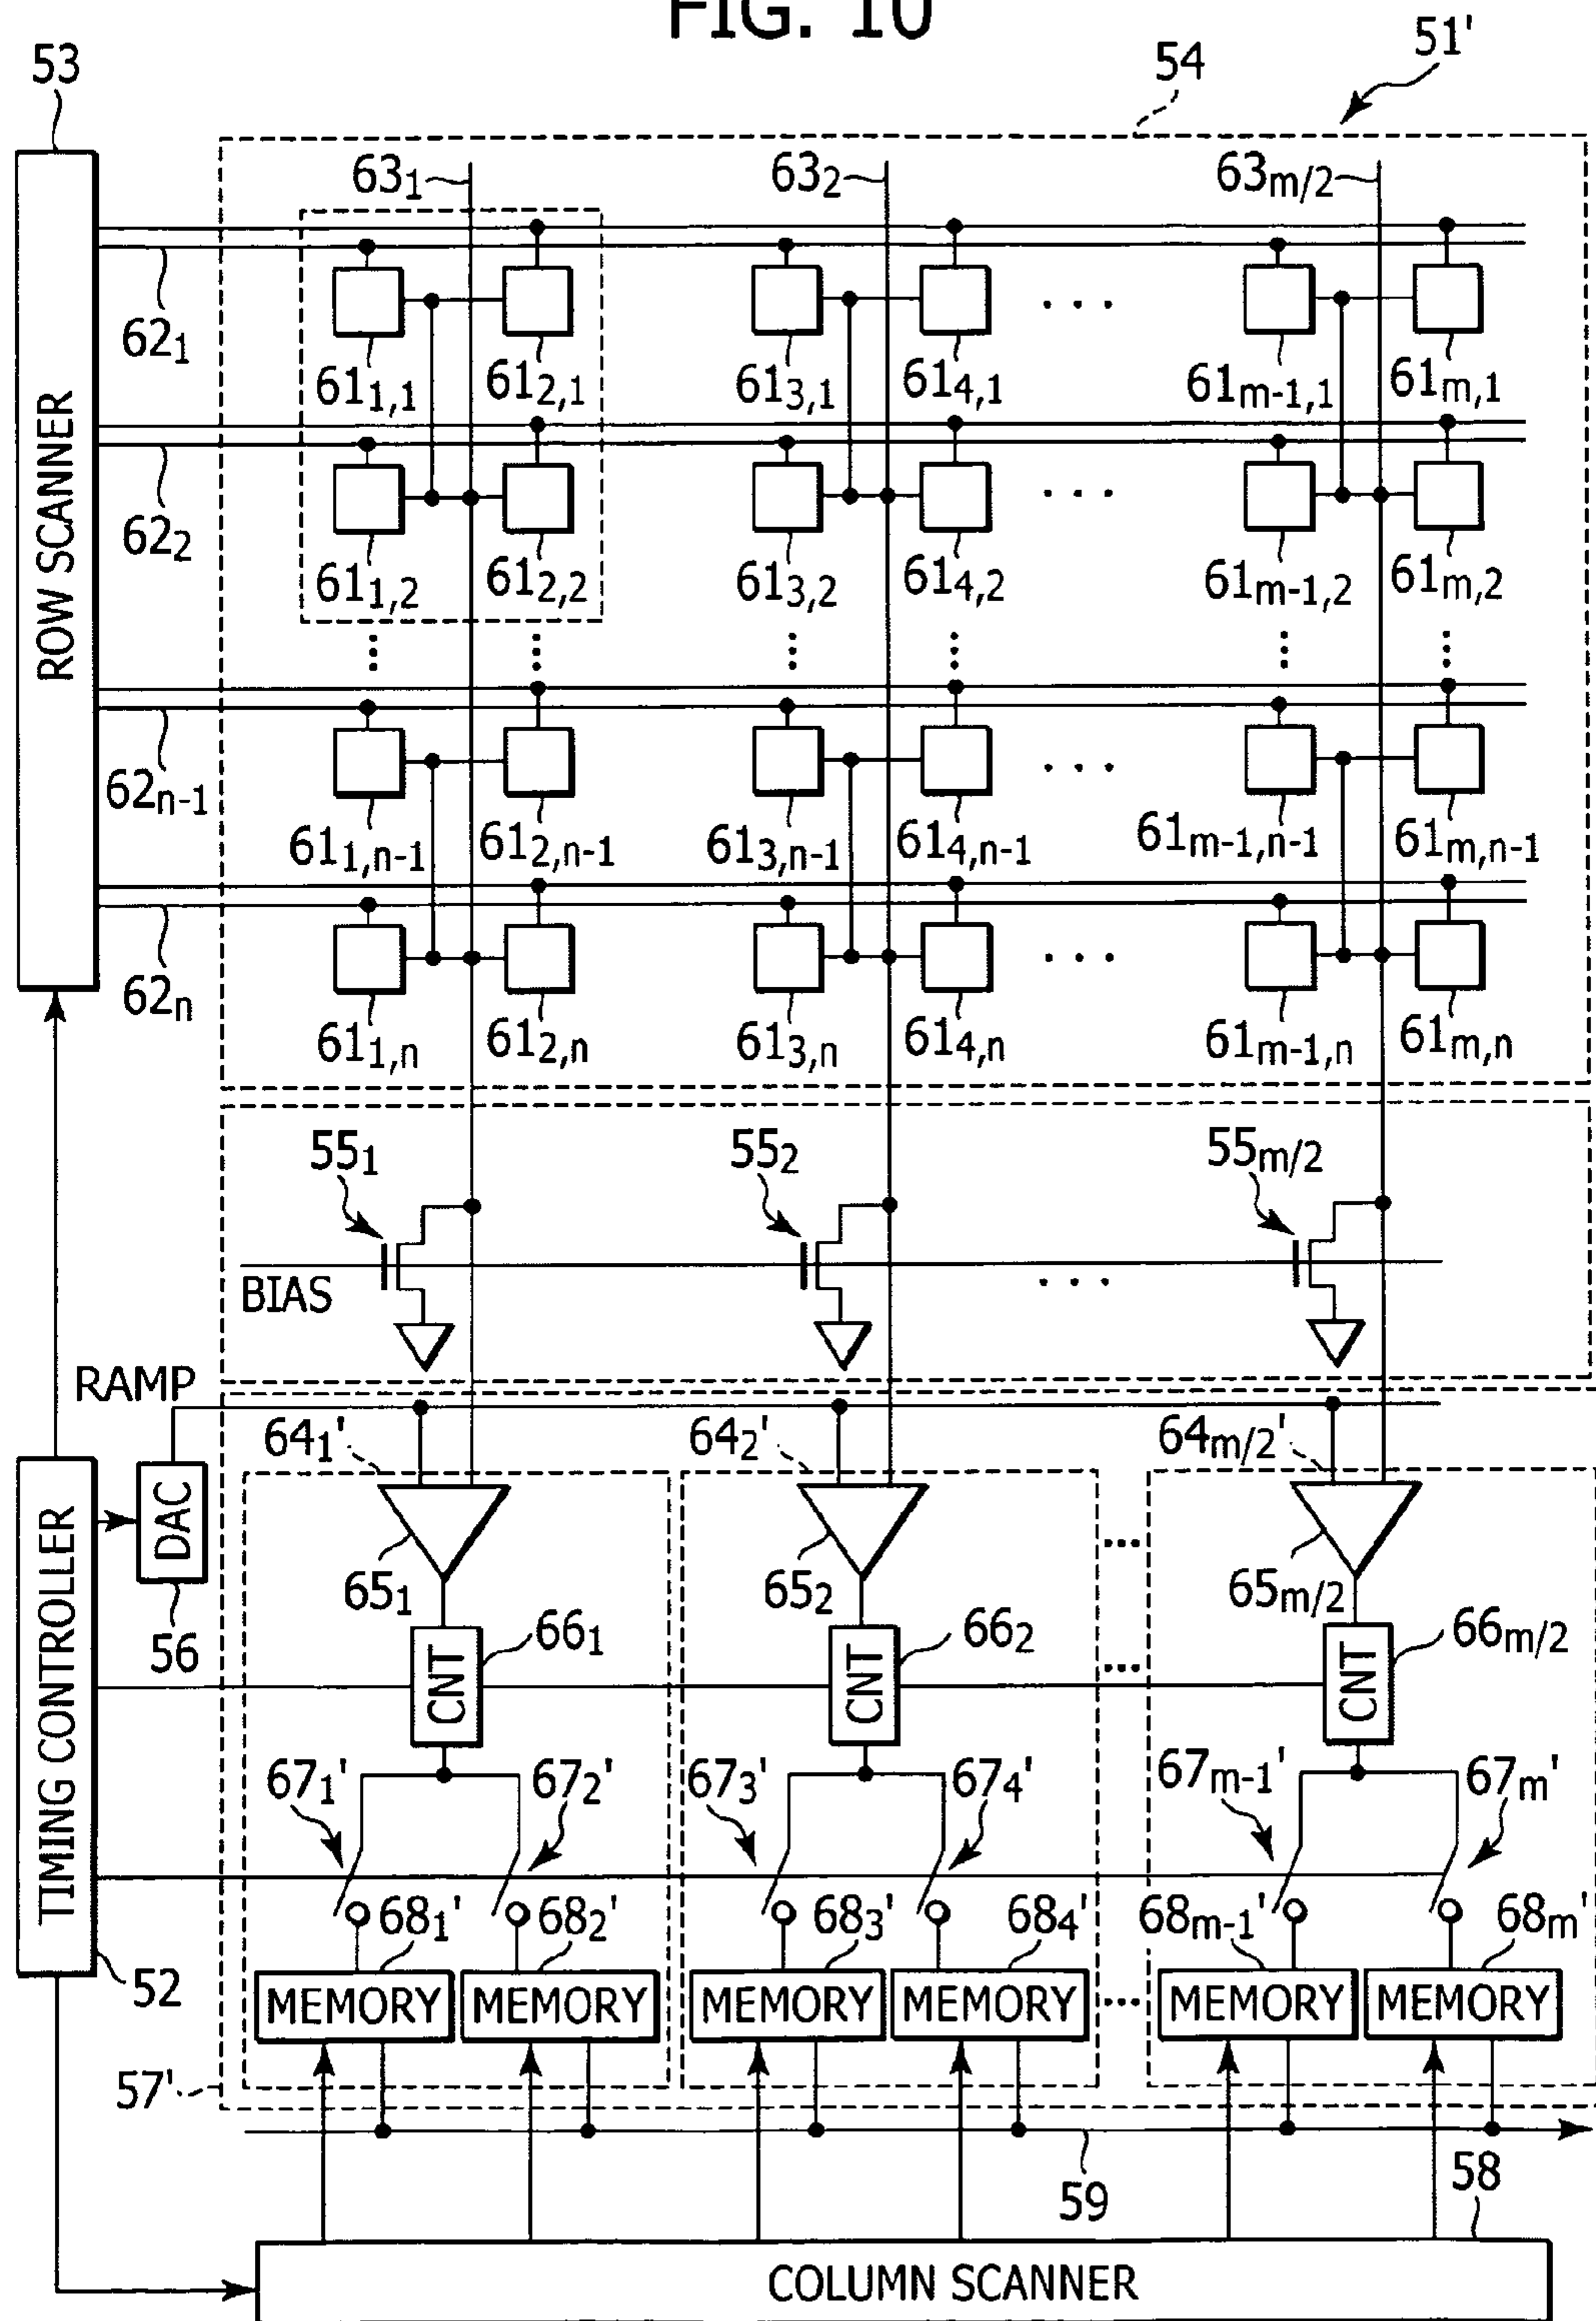 FIG. 10
53
54
51'
63₁
63₂
63m/2
62₁
61₁,₁
61₂,₁
61₃,₁
61₄,₁
61m-1,1
61m,1
ROW SCANNER
62₂
61₁,₂
61₂,₂
61₃,₂
61₄,₂
61m-1,2
61m,2
62n-1
61₁,n-1
61₂,n-1
61₃,n-1
61₄,n-1
61m-1,n-1
61m,n-1
62n
61₁,n
61₂,n
61₃,n
61₄,n
61m-1,n
61m,n
55₁
55₂
55m/2
BIAS
RAMP
64₁'
64₂'
64m/2'
TIMING CONTROLLER
DAC
56
65₁
65₂
65m/2
CNT
66₁
CNT
66₂
CNT
66m/2
67₁'
67₂'
67₃'
67₄'
67m-1'
67m'
68₁'
68₂'
68₃'
68₄'
68m-1'
68m'
52
MEMORY
MEMORY
MEMORY
MEMORY
MEMORY
MEMORY
57'
59
58
COLUMN SCANNER